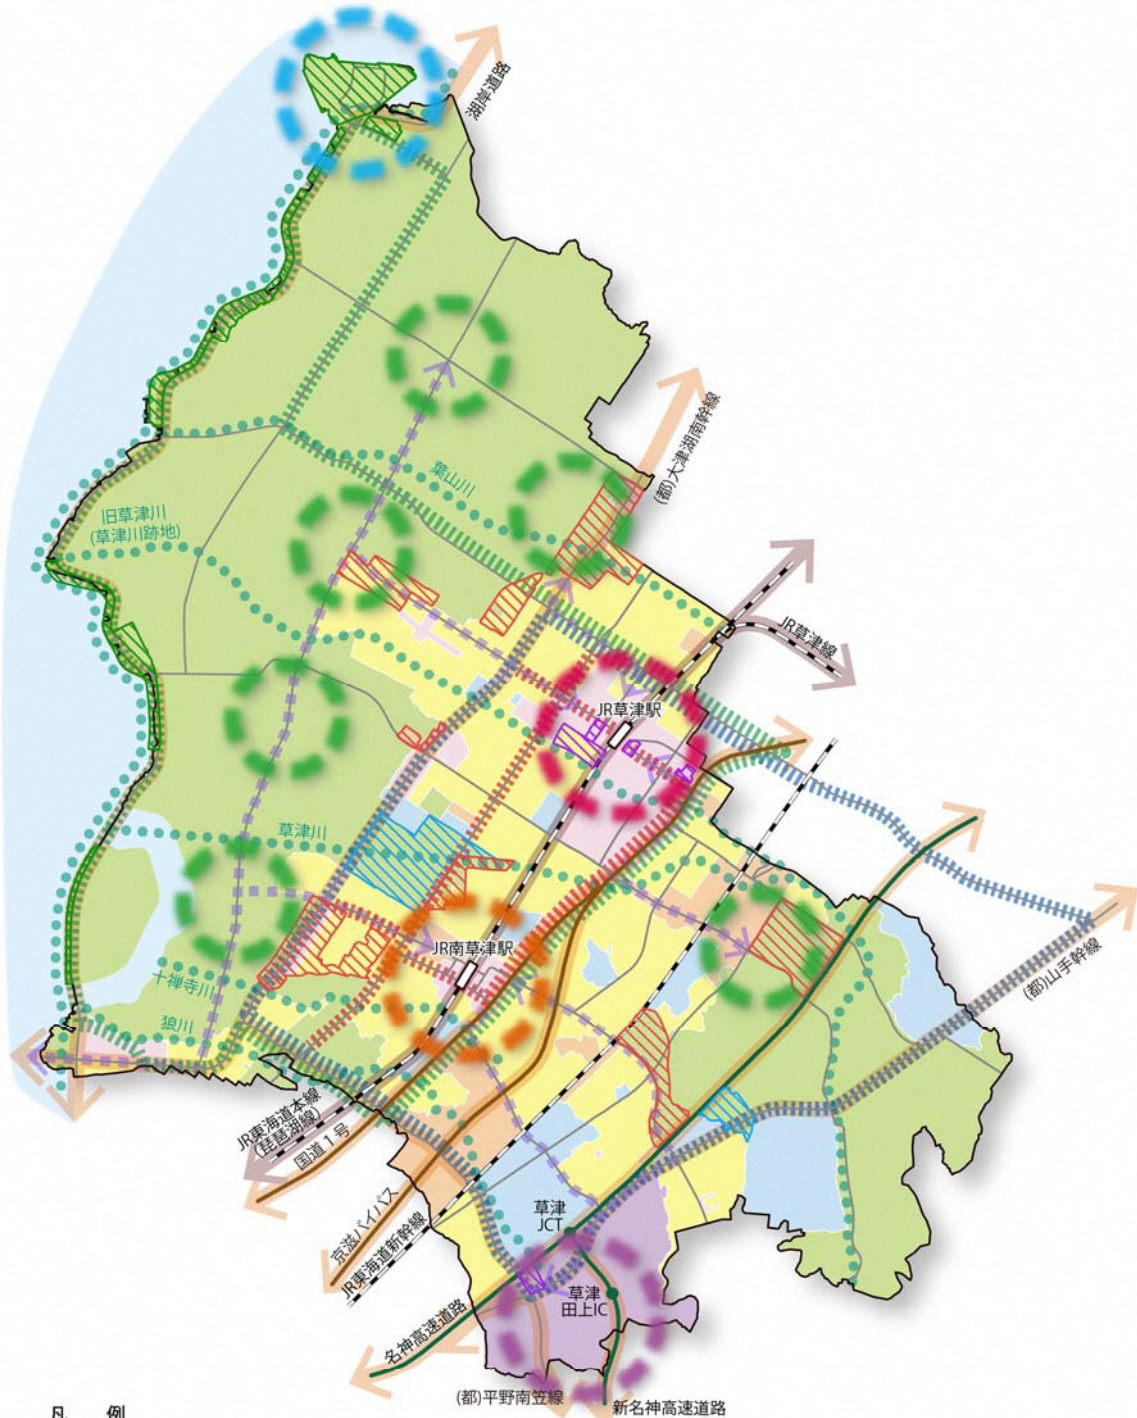 湖岸道路
(都)大津湖南幹線
葉山川
旧草津川
(草津川跡地)
JR草津線
JR草津駅
草津川
JR南草津駅
十禅寺川
狼川
(都)山手幹線
JR東海道本線
(琵琶湖線)
国道1号
京滋バイパス
JR東海道新幹線
草津
JCT
草津
田上IC
名神高速道路
(都)平野南笠線
新名神高速道路
凡 例